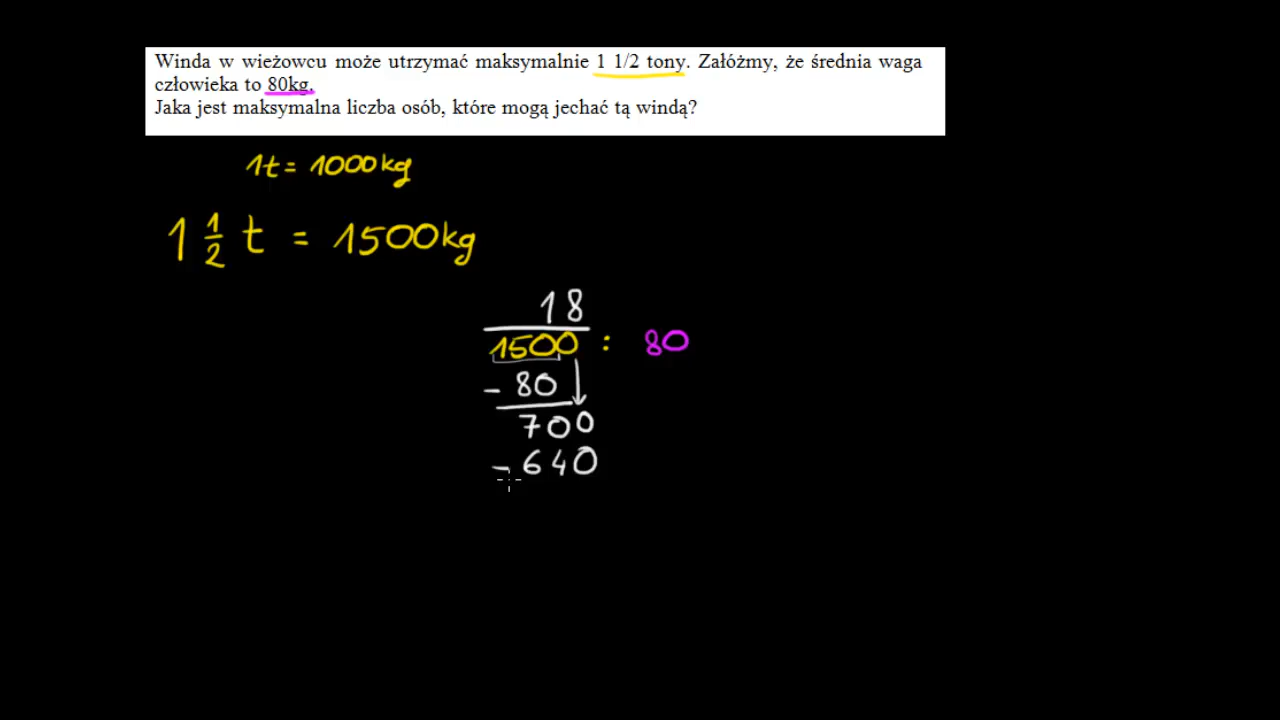 Winda w wieżowcu może utrzymać maksymalnie 1 1/2 tony. Załóżmy, że średnia waga
człowieka to 80kg.
Jaka jest maksymalna liczba osób, które mogą jechać tą windą?
1t = 1000kg
1 1/2 t = 1500kg
18
1500 : 80
- 80
700
- 640